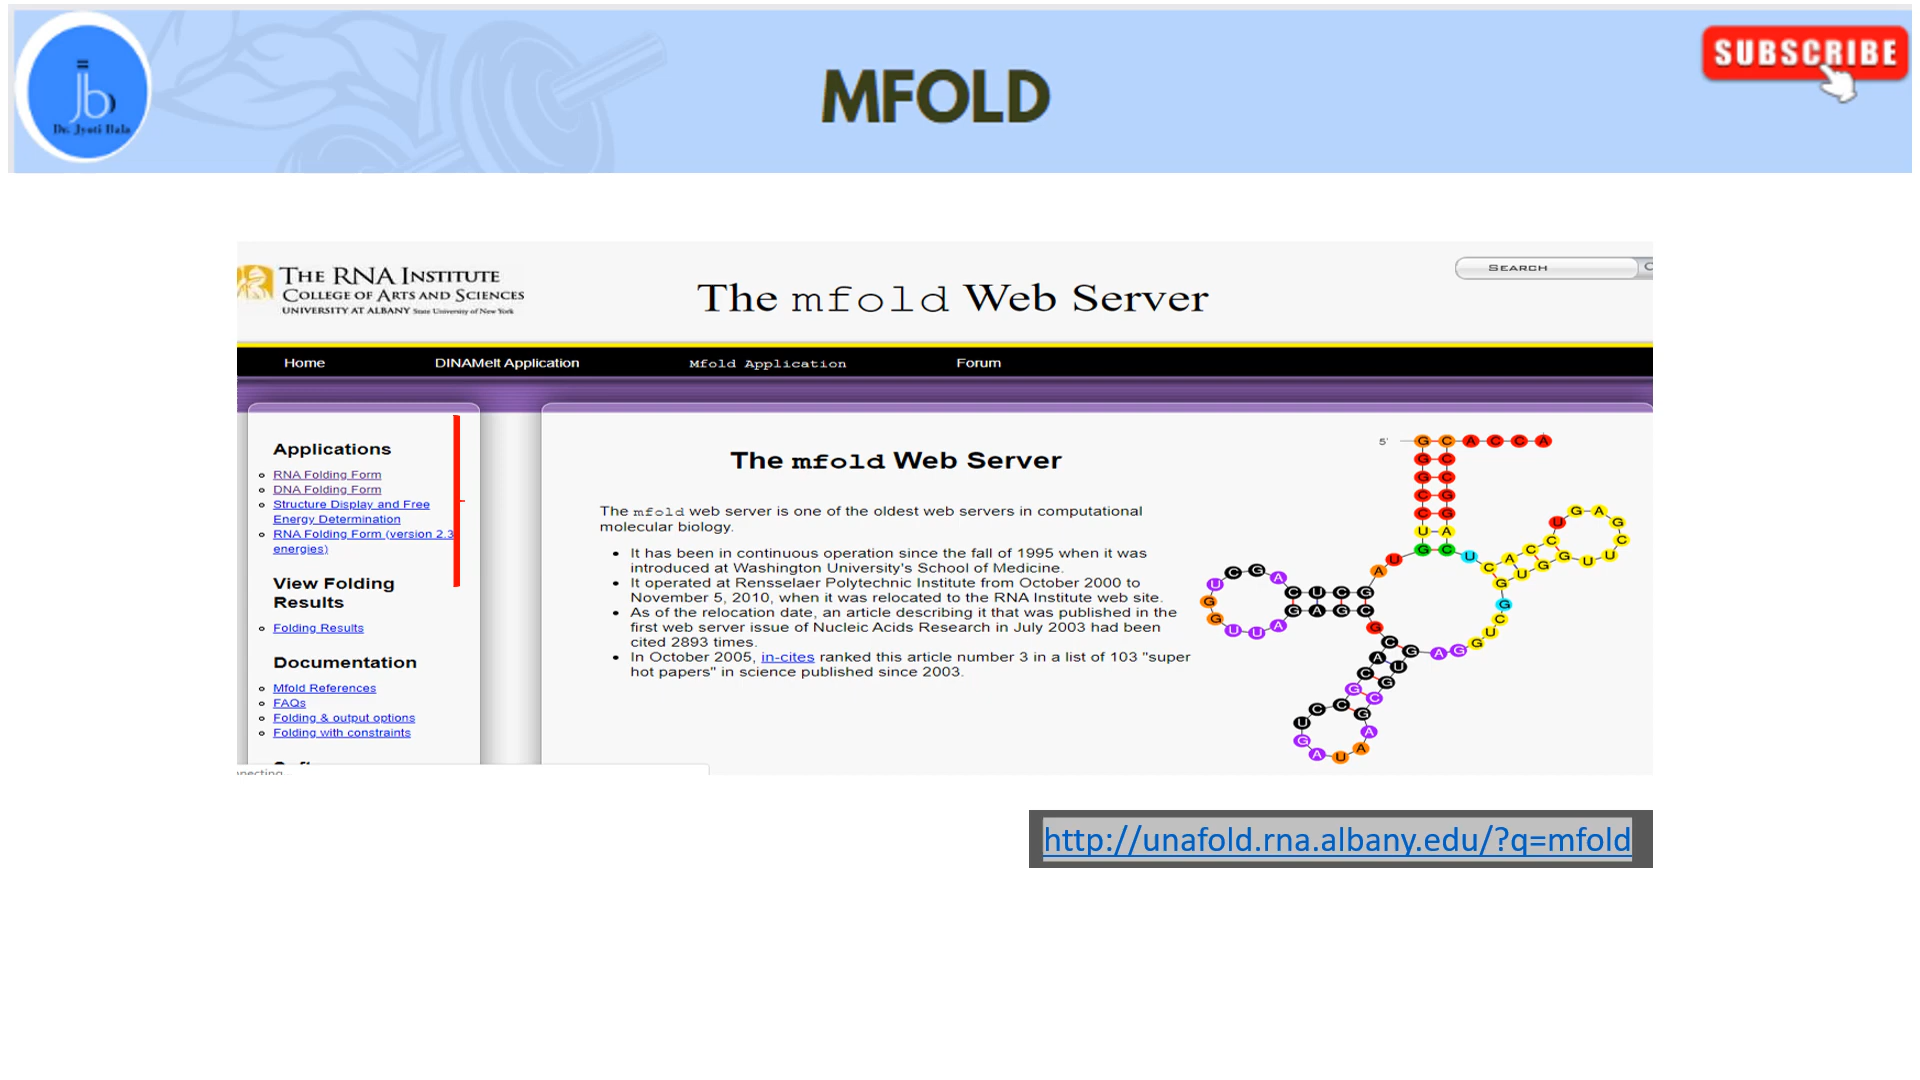 Dr. Jyoti Bala
MFOLD
SUBSCRIBE
THE RNA INSTITUTE
COLLEGE OF ARTS AND SCIENCES
UNIVERSITY AT ALBANY State University of New York
The mfold Web Server
SEARCH
Home
DINAMelt Application
Mfold Application
Forum
Applications
RNA Folding Form
DNA Folding Form
Structure Display and Free
Energy Determination
RNA Folding Form (version 2.3
energies)
View Folding
Results
Folding Results
Documentation
Mfold References
FAQs
Folding & output options
Folding with constraints
The mfold Web Server
The mfold web server is one of the oldest web servers in computational
molecular biology.
It has been in continuous operation since the fall of 1995 when it was
introduced at Washington University's School of Medicine.
It operated at Rensselaer Polytechnic Institute from October 2000 to
November 5, 2010, when it was relocated to the RNA Institute web site.
As of the relocation date, an article describing it that was published in the
first web server issue of Nucleic Acids Research in July 2003 had been
cited 2893 times.
In October 2005, in-cites ranked this article number 3 in a list of 103 "super
hot papers" in science published since 2003.
5'
http://unafold.rna.albany.edu/?q=mfold